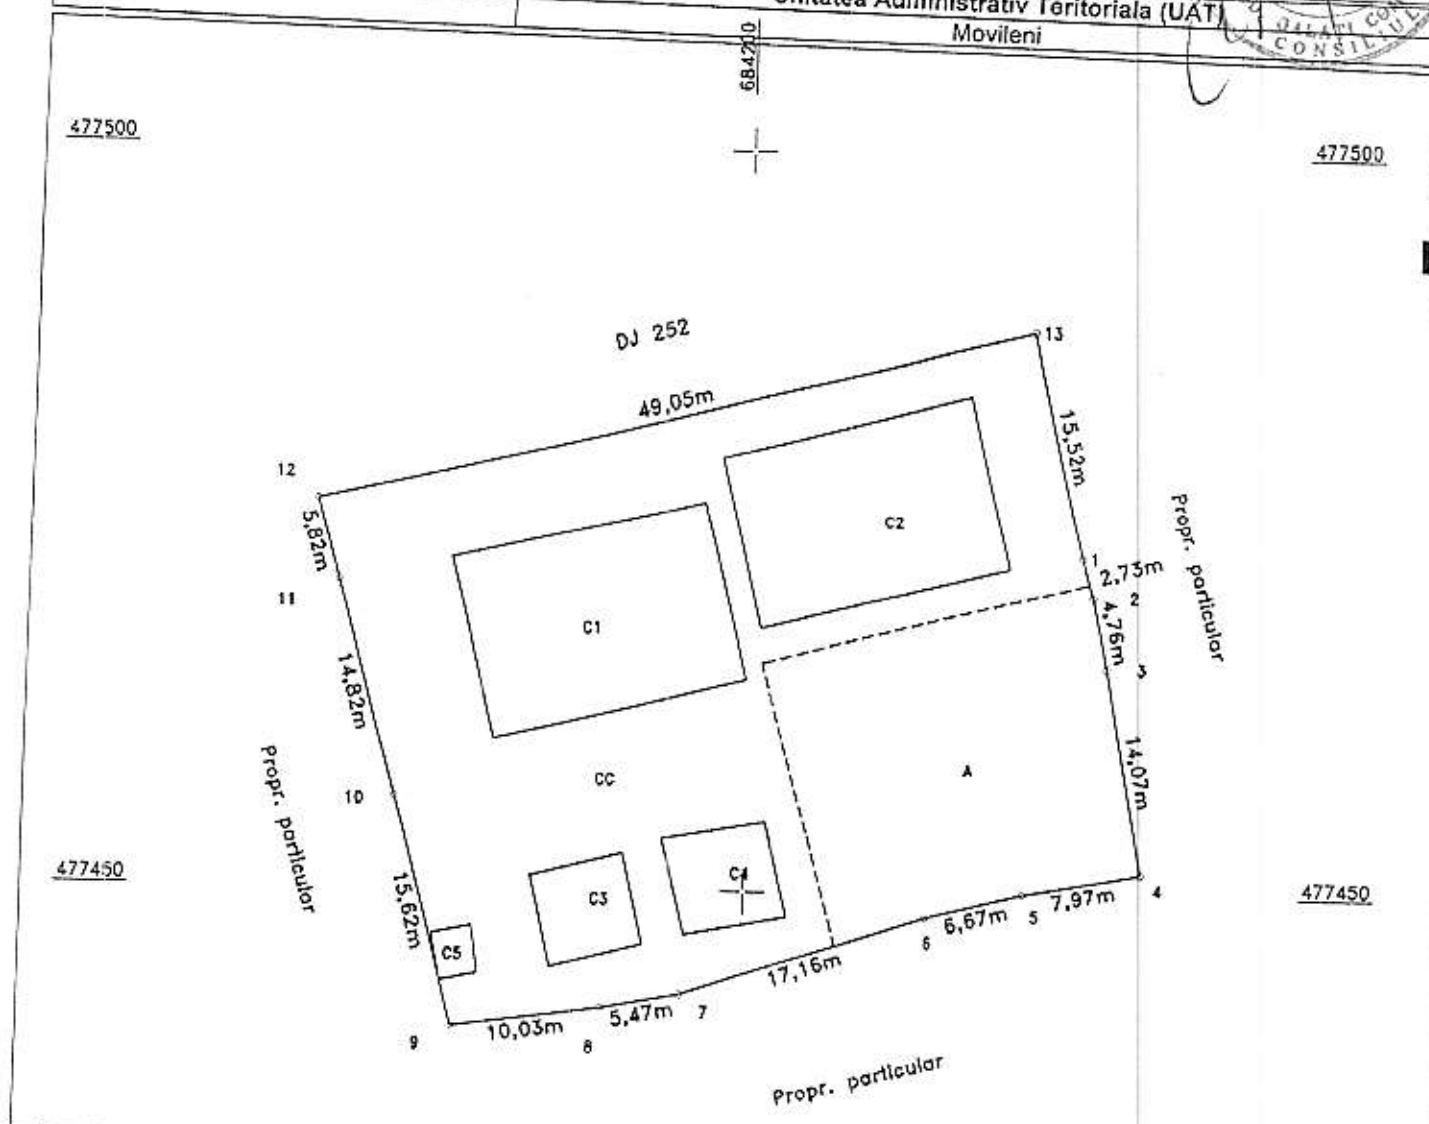 Unitatea Administrativ Teritoriala (UAT)
Movileni
684200
477500
477500
DJ 252
13
49,05m
12
15,52m
5,82m
C2
Propr. particular
1
2,73m
11
2
C1
4,76m
3
14,82m
14,07m
Propr. particular
CC
A
10
477450
C4
4
477450
15,62m
C3
7,97m
5
6,67m
6
C5
17,16m
7
5,47m
10,03m
9
8
Propr. particular
GALATI
CONSILIUL